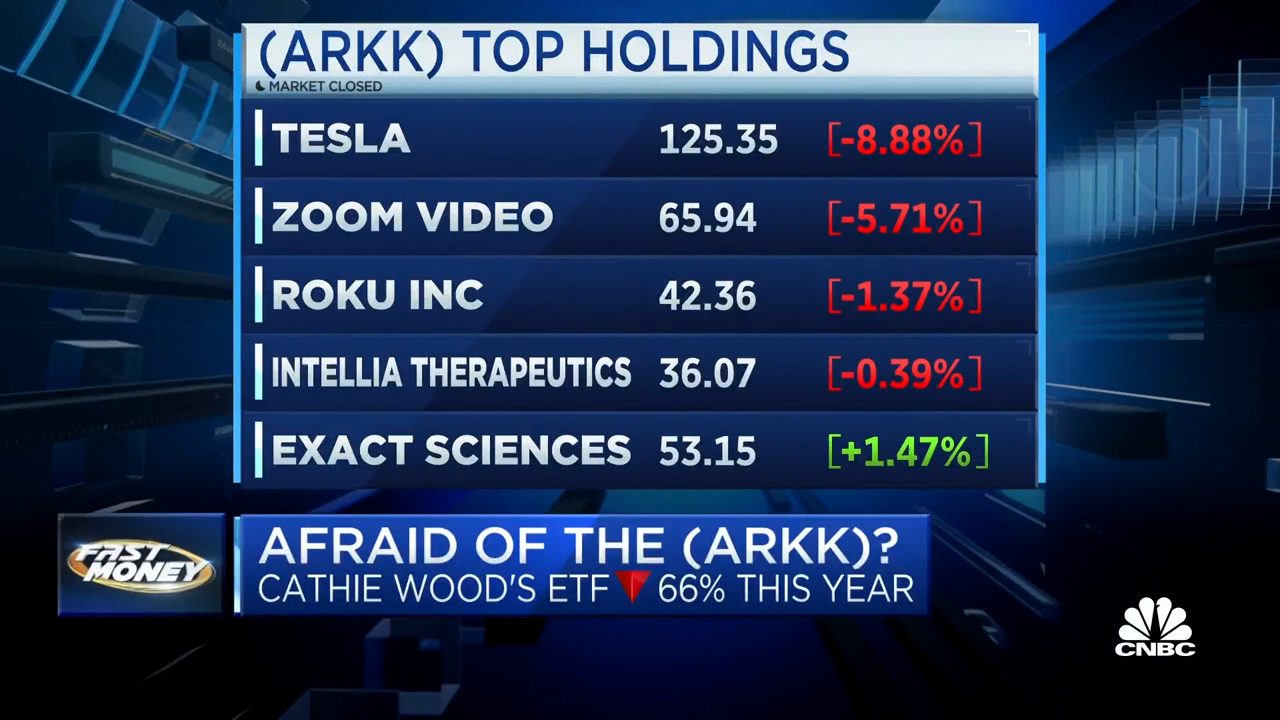 (ARKK) TOP HOLDINGS
MARKET CLOSED
TESLA 125.35 [-8.88%]
ZOOM VIDEO 65.94 [-5.71%]
ROKU INC 42.36 [-1.37%]
INTELLIA THERAPEUTICS 36.07 [-0.39%]
EXACT SCIENCES 53.15 [+1.47%]
FAST MONEY
AFRAID OF THE (ARKK)?
CATHIE WOOD'S ETF ▼ 66% THIS YEAR
CNBC